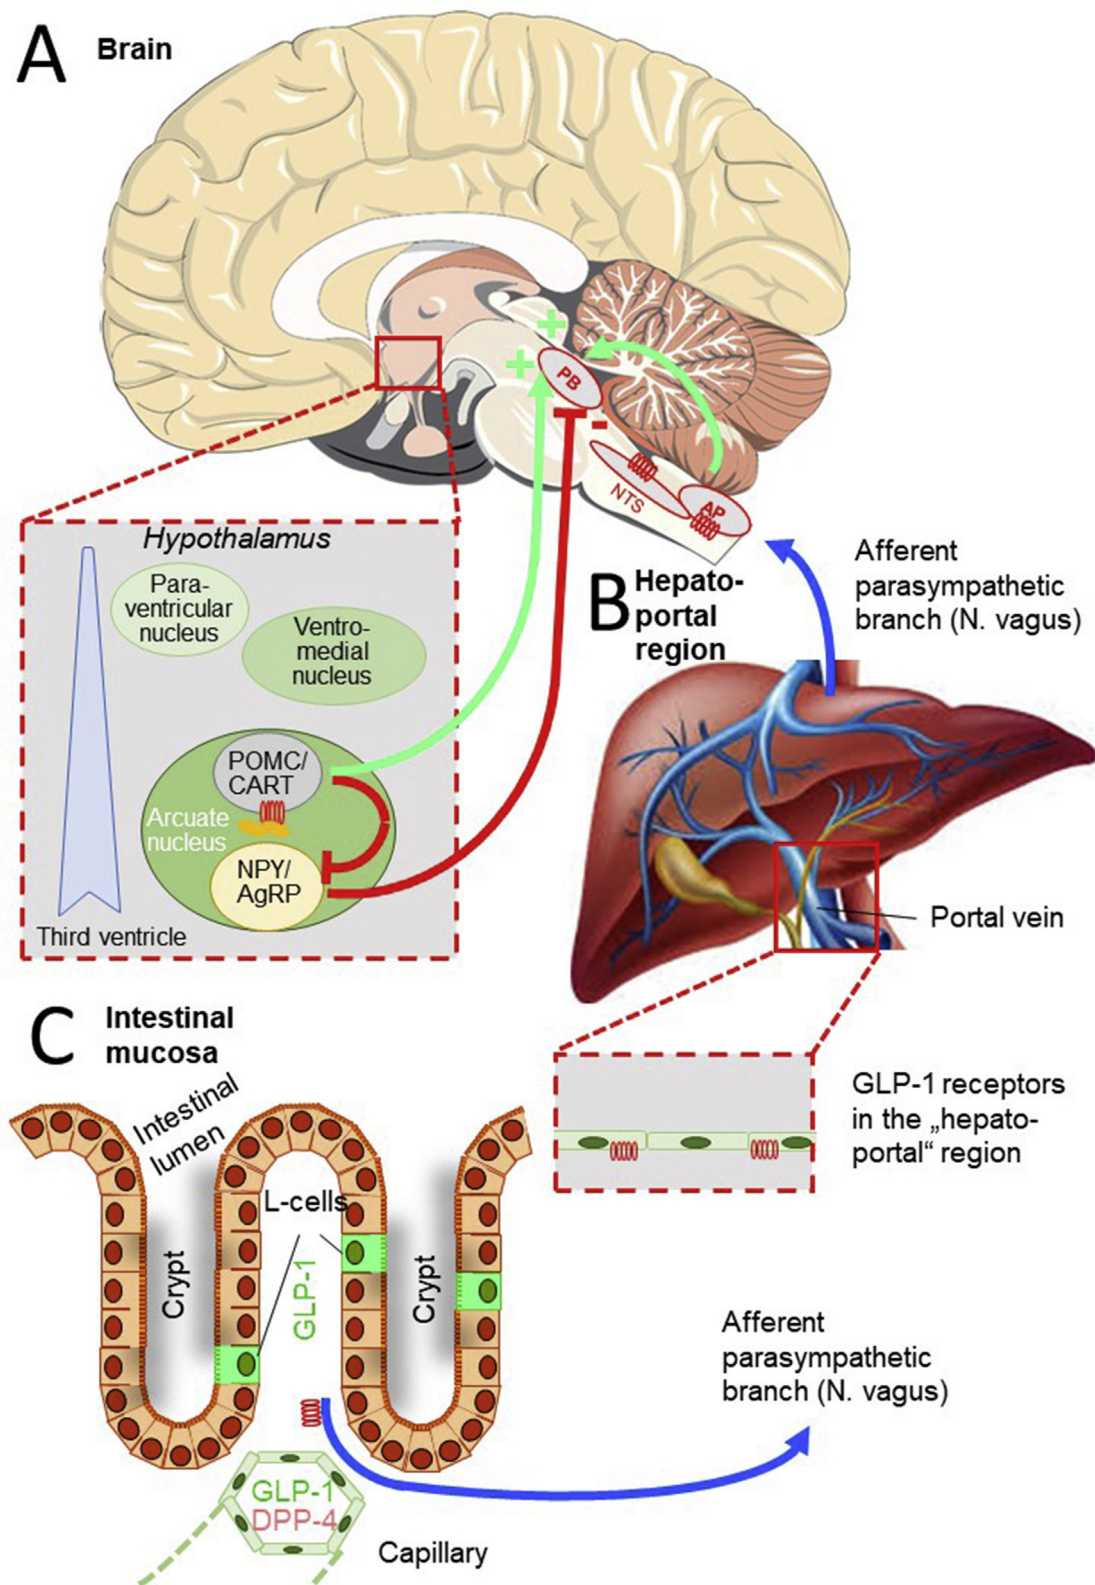 A Brain
+
+
PB
-
NTS
AP
Hypothalamus
Para-
ventricular
nucleus
Ventro-
medial
nucleus
POMC/
CART
Arcuate
nucleus
NPY/
AgRP
Third ventricle
B Hepato-
portal
region
Afferent
parasympathetic
branch (N. vagus)
Portal vein
GLP-1 receptors
in the „hepato-
portal“ region
C Intestinal
mucosa
Intestinal
lumen
L-cells
Crypt
GLP-1
Crypt
Afferent
parasympathetic
branch (N. vagus)
GLP-1
DPP-4
Capillary